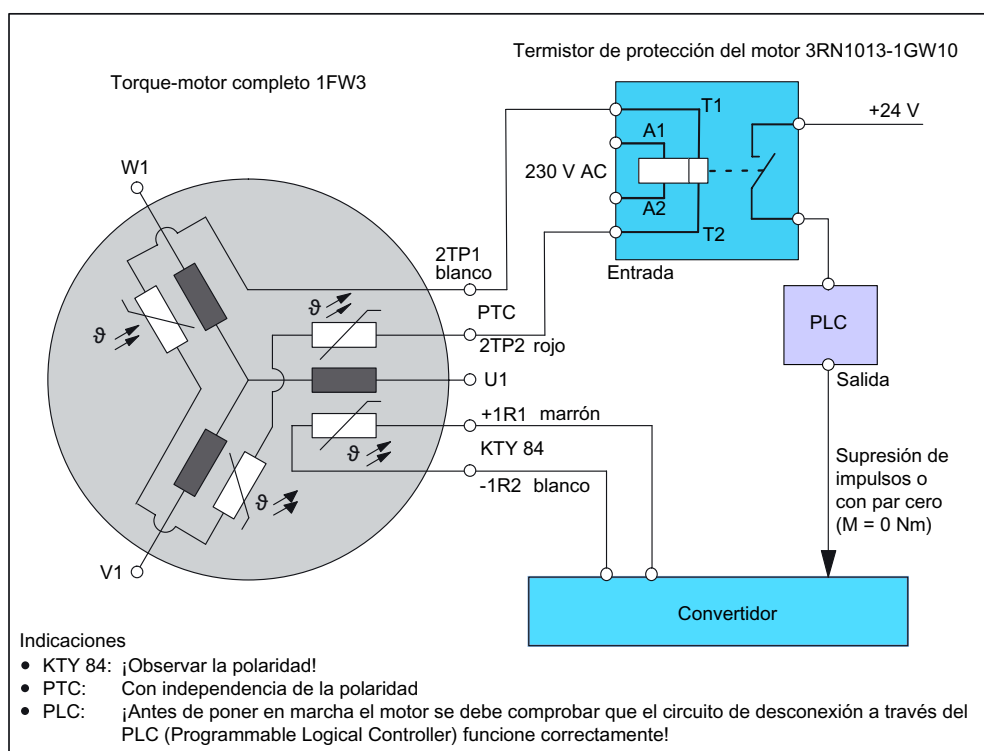 Termistor de protección del motor 3RN1013-1GW10
Torque-motor completo 1FW3
T1
+24 V
A1
230 V AC
A2
T2
Entrada
W1
2TP1
blanco
PTC
2TP2 rojo
U1
+1R1 marrón
KTY 84
-1R2 blanco
V1
ϑ
ϑ
ϑ
ϑ
PLC
Salida
Supresión de
impulsos o
con par cero
(M = 0 Nm)
Convertidor
Indicaciones
• KTY 84: ¡Observar la polaridad!
• PTC: Con independencia de la polaridad
• PLC: ¡Antes de poner en marcha el motor se debe comprobar que el circuito de desconexión a través del
PLC (Programmable Logical Controller) funcione correctamente!